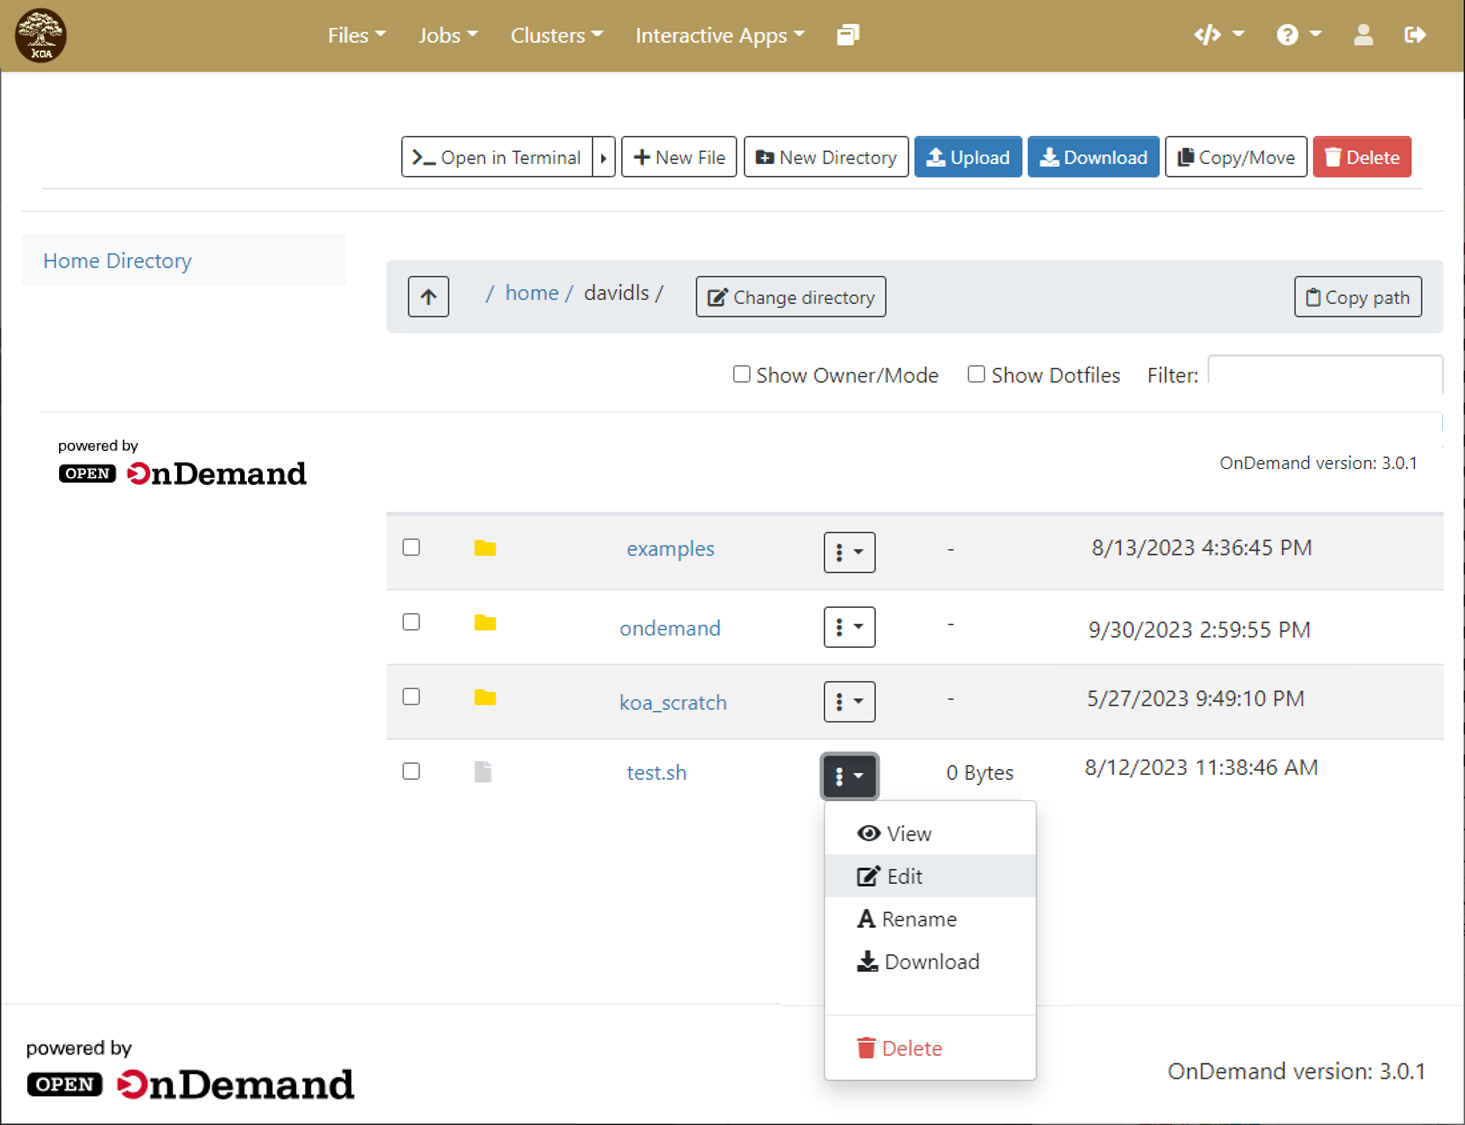 KOA
Files Jobs Clusters Interactive Apps
Open in Terminal New File New Directory Upload Download Copy/Move Delete
Home Directory
/ home / davidls / Change directory Copy path
Show Owner/Mode Show Dotfiles Filter:
powered by
OPEN OnDemand
OnDemand version: 3.0.1
examples - 8/13/2023 4:36:45 PM
ondemand - 9/30/2023 2:59:55 PM
koa_scratch - 5/27/2023 9:49:10 PM
test.sh 0 Bytes 8/12/2023 11:38:46 AM
View
Edit
Rename
Download
Delete
powered by
OPEN OnDemand
OnDemand version: 3.0.1